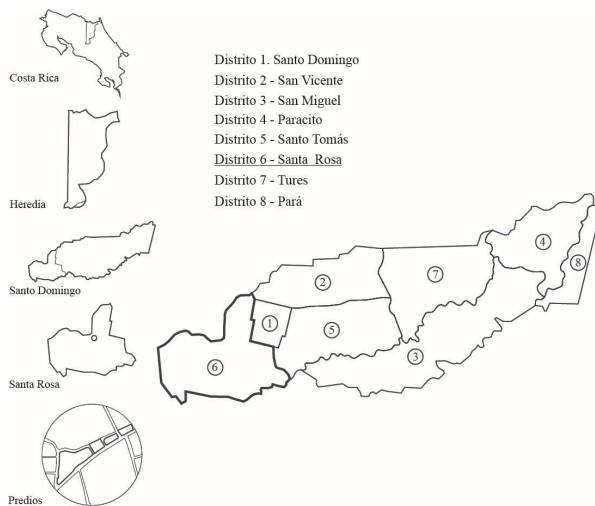 Costa Rica
Heredia
Santo Domingo
Santa Rosa
Predios
Distrito 1. Santo Domingo
Distrito 2 - San Vicente
Distrito 3 - San Miguel
Distrito 4 - Paracito
Distrito 5 - Santo Tomás
Distrito 6 - Santa Rosa
Distrito 7 - Tures
Distrito 8 - Pará
4
8
7
2
1
5
3
6